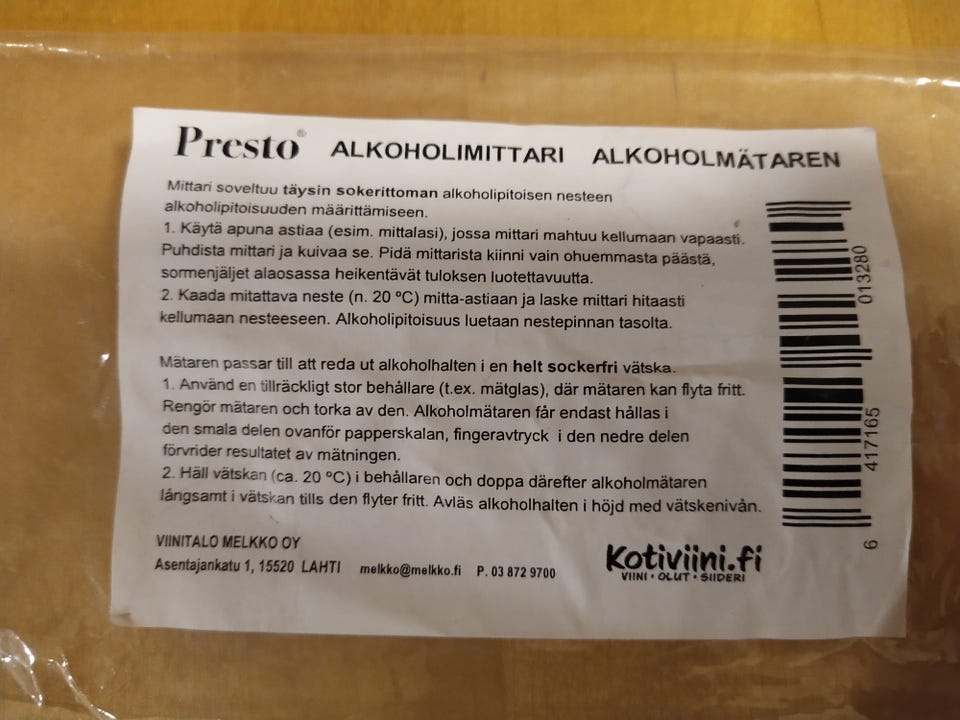 Presto® ALKOHOLIMITTARI ALKOHOLMÄTAREN
Mittari soveltuu täysin sokerittoman alkoholipitoisen nesteen
alkoholipitoisuuden määrittämiseen.
1. Käytä apuna astiaa (esim. mittalasi), jossa mittari mahtuu kellumaan vapaasti.
Puhdista mittari ja kuivaa se. Pidä mittarista kiinni vain ohuemmasta päästä,
sormenjäljet alaosassa heikentävät tuloksen luotettavuutta.
2. Kaada mitattava neste (n. 20 ºC) mitta-astiaan ja laske mittari hitaasti
kellumaan nesteeseen. Alkoholipitoisuus luetaan nestepinnan tasolta.
Mätaren passar till att reda ut alkoholhalten i en helt sockerfri vätska.
1. Använd en tillräckligt stor behållare (t.ex. mätglas), där mätaren kan flyta fritt.
Rengör mätaren och torka av den. Alkoholmätaren får endast hållas i
den smala delen ovanför papperskalan, fingeravtryck i den nedre delen
förvrider resultatet av mätningen.
2. Häll vätskan (ca. 20 ºC) i behållaren och doppa därefter alkoholmätaren
långsamt i vätskan tills den flyter fritt. Avläs alkoholhalten i höjd med vätskenivån.
VIINITALO MELKKO OY
Asentajankatu 1, 15520 LAHTI melkko@melkko.fi P. 03 872 9700
Kotiviini.fi
VIINI · OLUT · SIIDERI
6 417165 013280